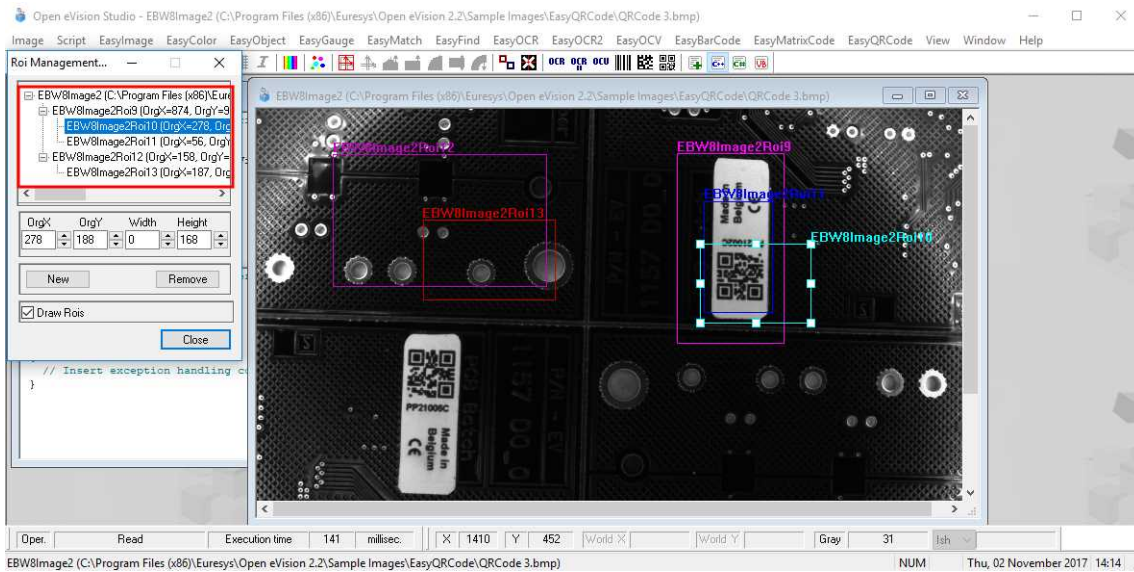 Open eVision Studio - EBW8Image2 (C:\Program Files (x86)\Euresys\Open eVision 2.2\Sample Images\EasyQRCode\QRCode 3.bmp)
Image Script EasyImage EasyColor EasyObject EasyGauge EasyMatch EasyFind EasyOCR EasyOCR2 EasyOCV EasyBarCode EasyMatrixCode EasyQRCode View Window Help
Roi Management...
EBW8Image2 (C:\Program Files (x86)\Eure
EBW8Image2Roi9 (OrgX=874, OrgY=9
EBW8Image2Roi10 (OrgX=278, Org
EBW8Image2Roi11 (OrgX=56, OrgY
EBW8Image2Roi12 (OrgX=158, OrgY=
EBW8Image2Roi13 (OrgX=187, Org
OrgX OrgY Width Height
278 188 0 168
New Remove
Draw Rois
Close
// Insert exception handling co
}
EBW8Image2 (C:\Program Files (x86)\Euresys\Open eVision 2.2\Sample Images\EasyQRCode\QRCode 3.bmp)
EBW8Image2Roi12
EBW8Image2Roi9
EBW8Image2Roi11
EBW8Image2Roi13
EBW8Image2Roi10
Made in
Belgium
CE
PP21006C
Made in
Belgium
CE
Oper. Read Execution time 141 millisec. X 1410 Y 452 World X World Y Gray 31 lsh
EBW8Image2 (C:\Program Files (x86)\Euresys\Open eVision 2.2\Sample Images\EasyQRCode\QRCode 3.bmp) NUM Thu, 02 November 2017 14:14